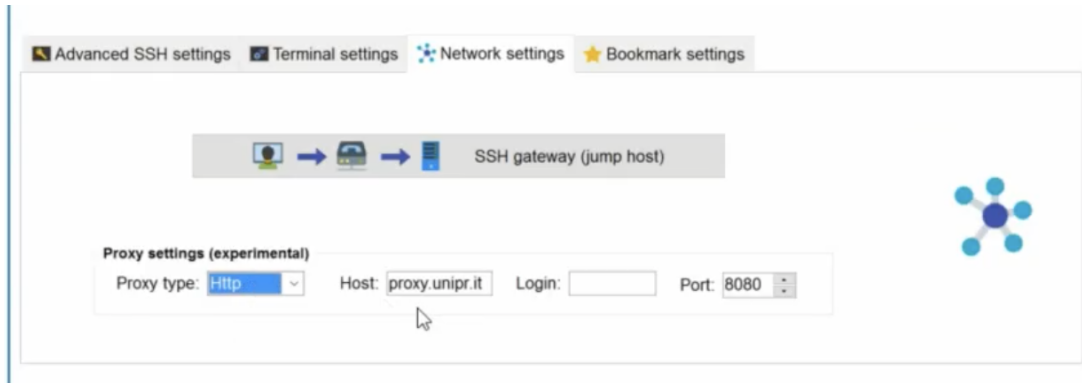 Advanced SSH settings Terminal settings Network settings Bookmark settings
SSH gateway (jump host)
Proxy settings (experimental)
Proxy type: Http Host: proxy.unipr.it Login: Port: 8080